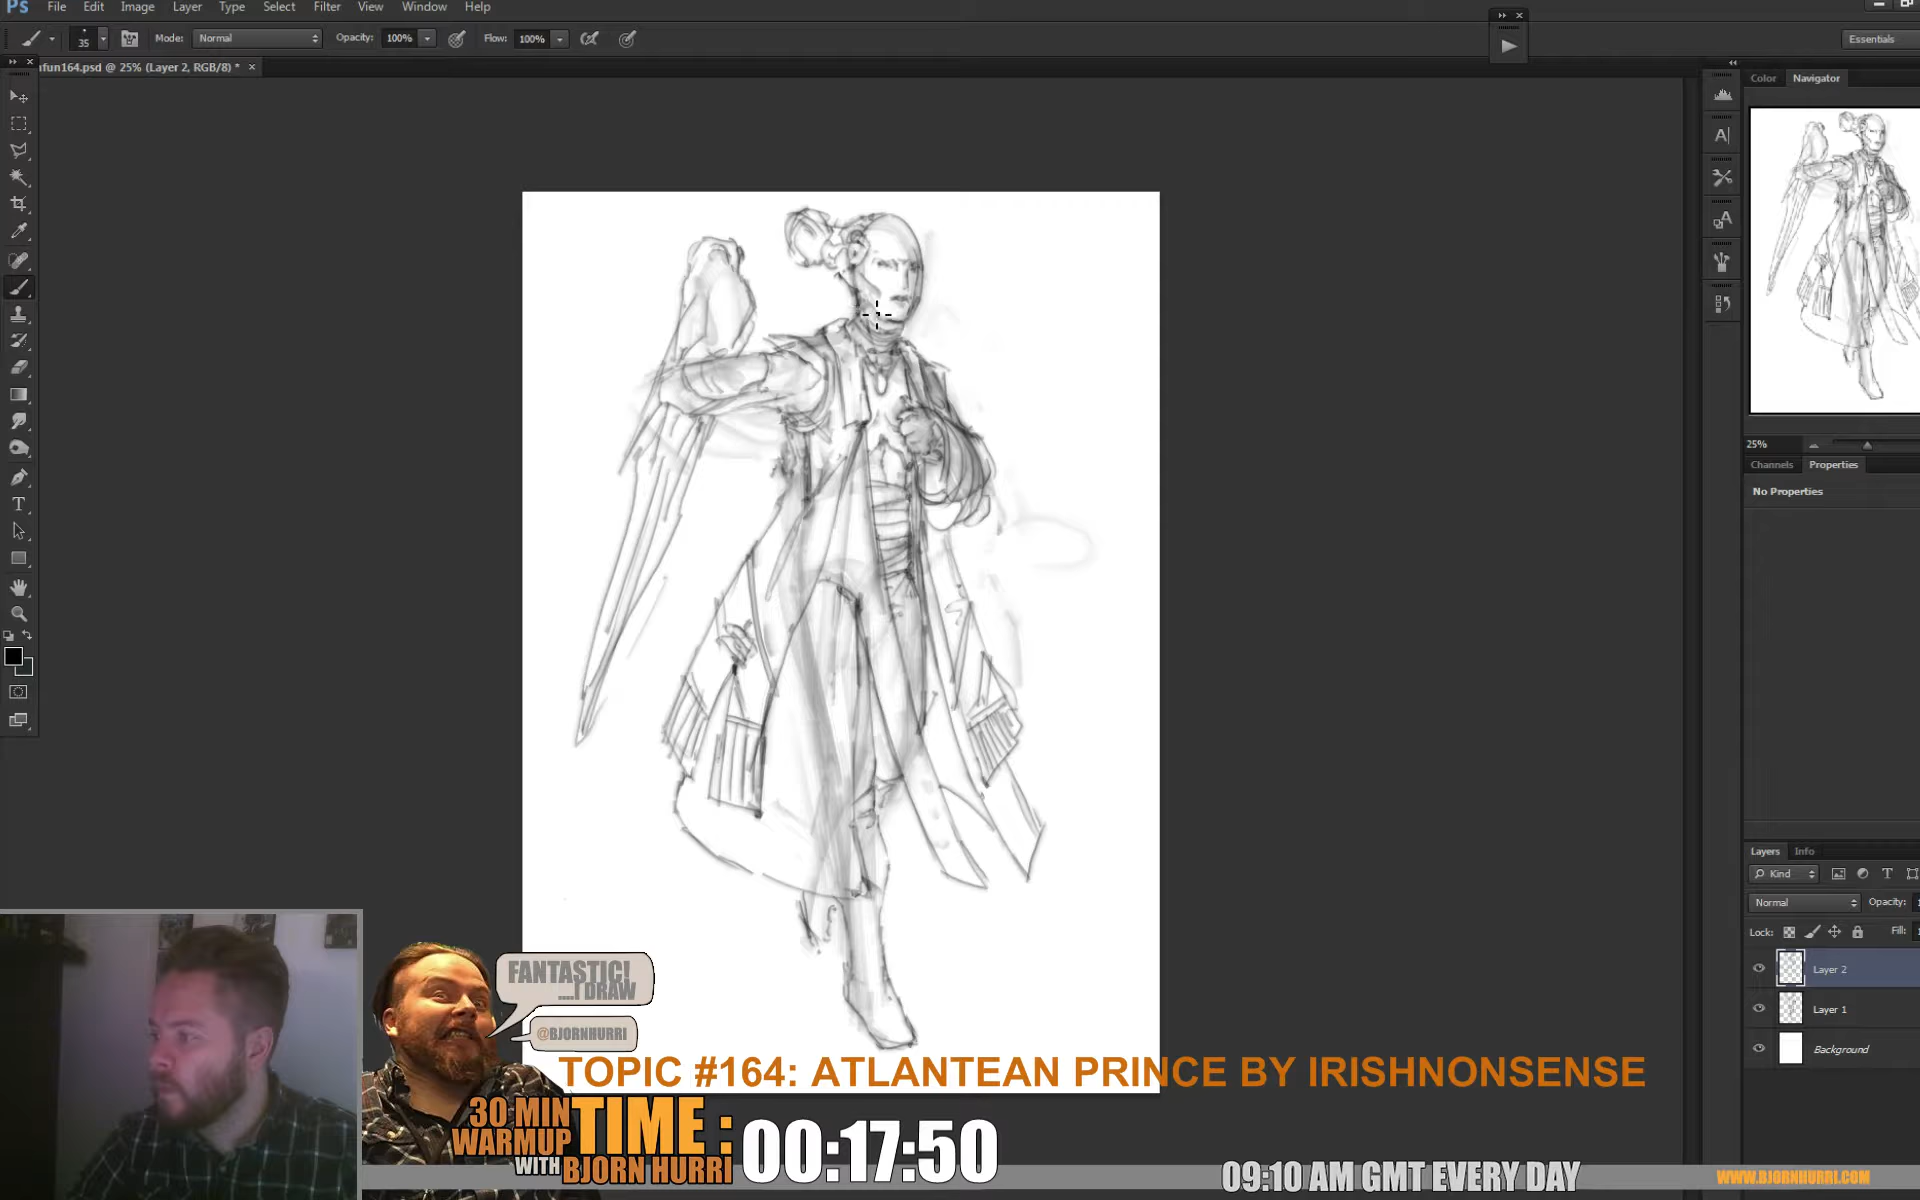 Ps File Edit Image Layer Type Select Filter View Window Help
35 Mode: Normal Opacity: 100% Flow: 100% Essentials
fun164.psd @ 25% (Layer 2, RGB/8) * ×
Color Navigator
25%
Channels Properties
No Properties
Layers Info
Kind
Normal Opacity:
Lock: Fill:
Layer 2
Layer 1
Background
FANTASTIC!
....I DRAW
@BJORNHURRI
TOPIC #164: ATLANTEAN PRINCE BY IRISHNONSENSE
30 MIN
WARMUP
WITH BJORN HURRI
TIME: 00:17:50
09:10 AM GMT EVERY DAY
WWW.BJORNHURRI.COM